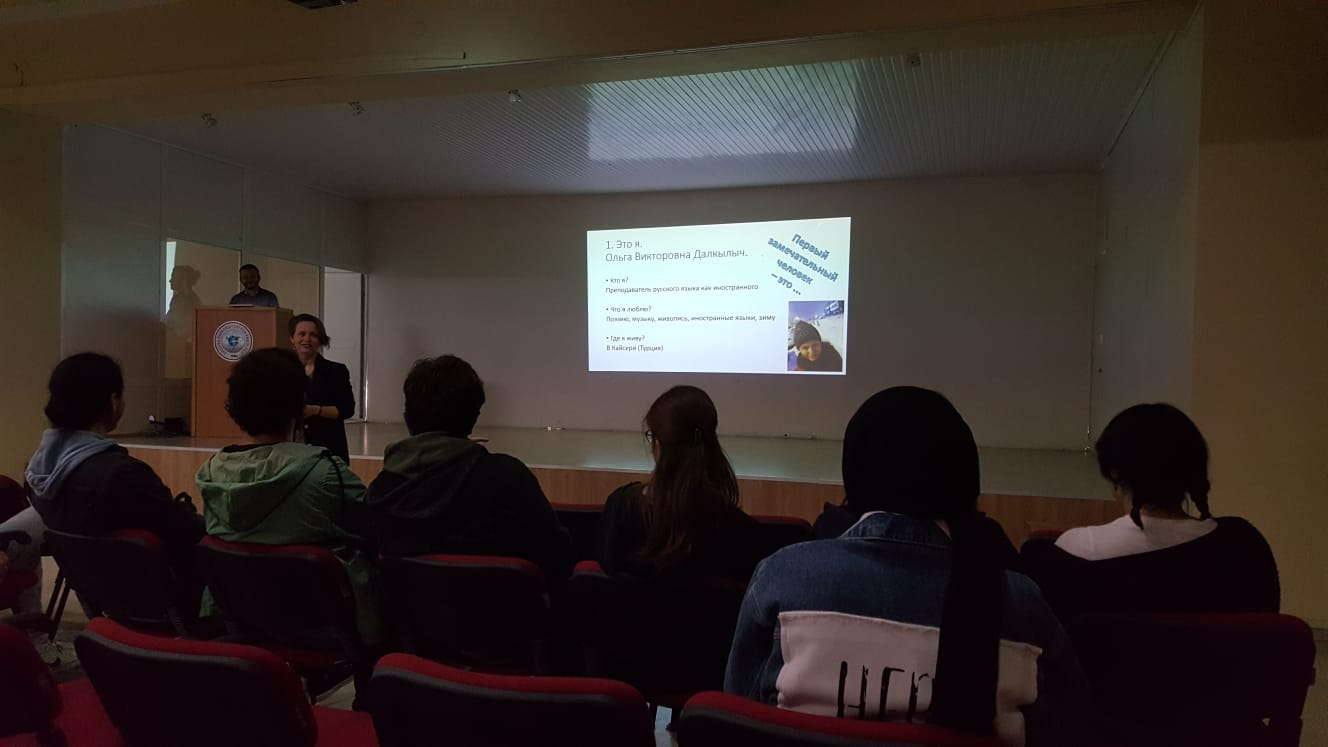 1. Это я.
Ольга Викторовна Далкылыч.
• Кто я?
Преподаватель русского языка как иностранного
• Что я люблю?
Поэзию, музыку, живопись, иностранные языки, зиму
• Где я живу?
В Кайсери (Турция)
Первый
замечательный
человек
– это ...